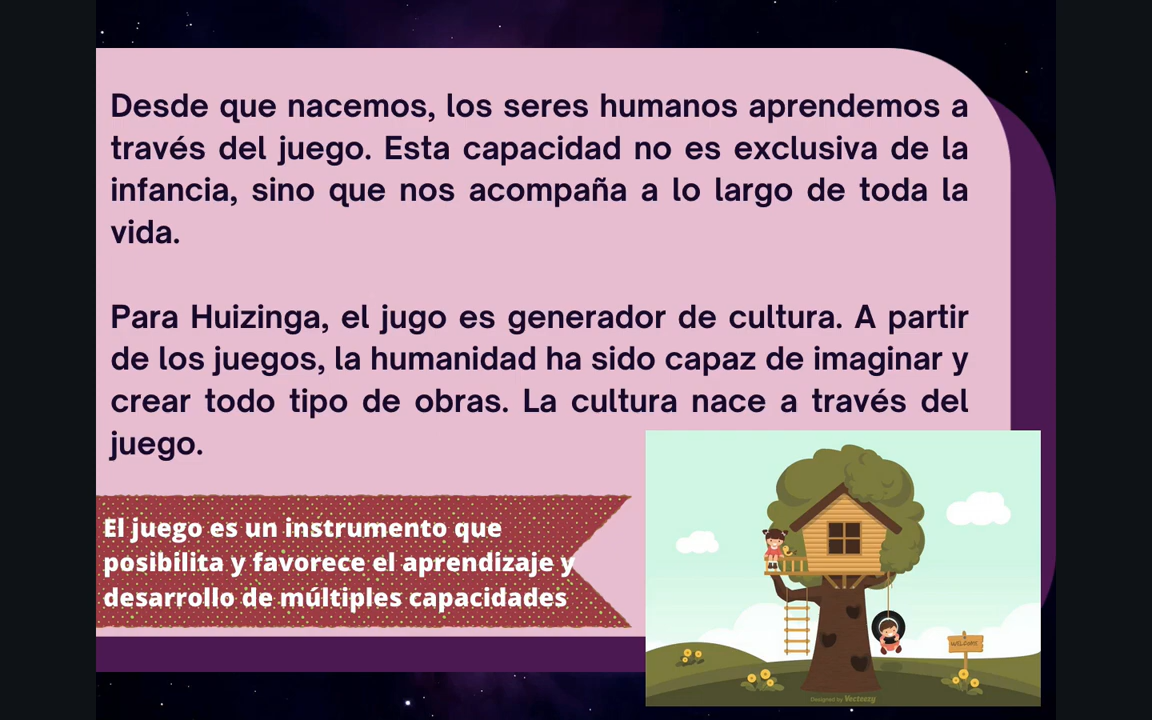 Desde que nacemos, los seres humanos aprendemos a
través del juego. Esta capacidad no es exclusiva de la
infancia, sino que nos acompaña a lo largo de toda la
vida.
Para Huizinga, el jugo es generador de cultura. A partir
de los juegos, la humanidad ha sido capaz de imaginar y
crear todo tipo de obras. La cultura nace a través del
juego.
El juego es un instrumento que
posibilita y favorece el aprendizaje y
desarrollo de múltiples capacidades
WELCOME
Designed by Vecteezy